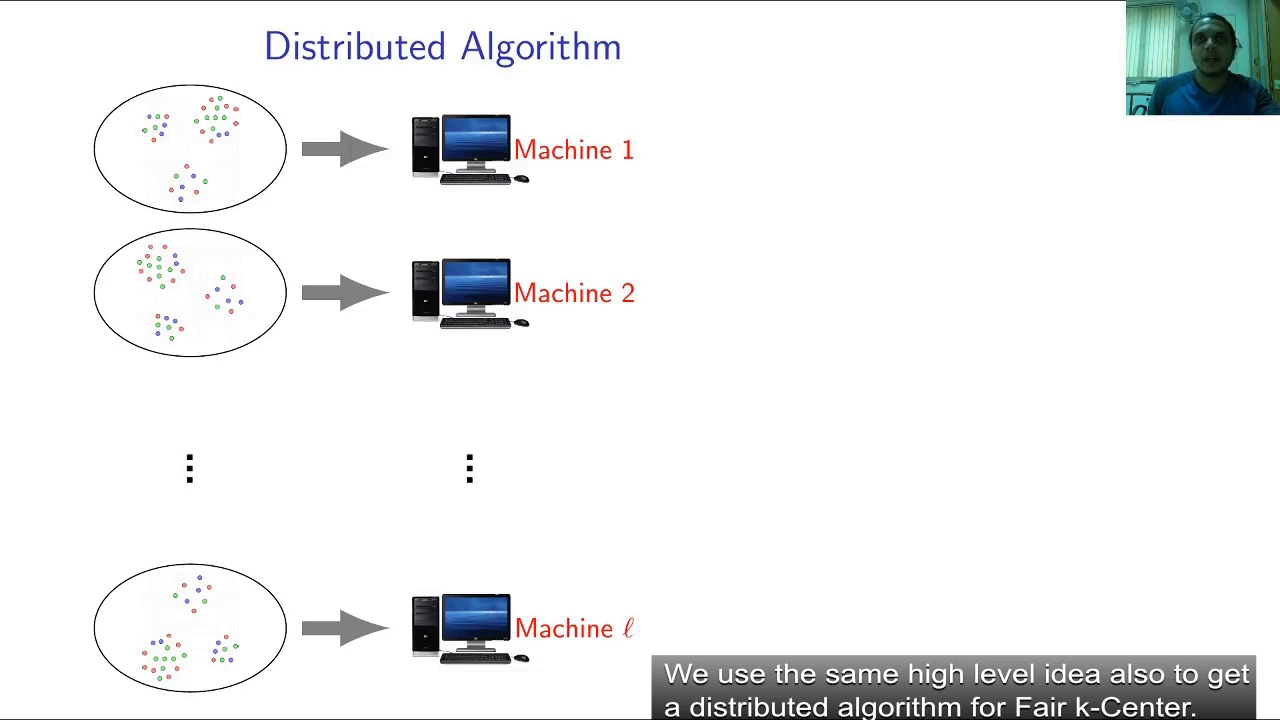 Distributed Algorithm
Machine 1
Machine 2
Machine ℓ
We use the same high level idea also to get
a distributed algorithm for Fair k-Center.